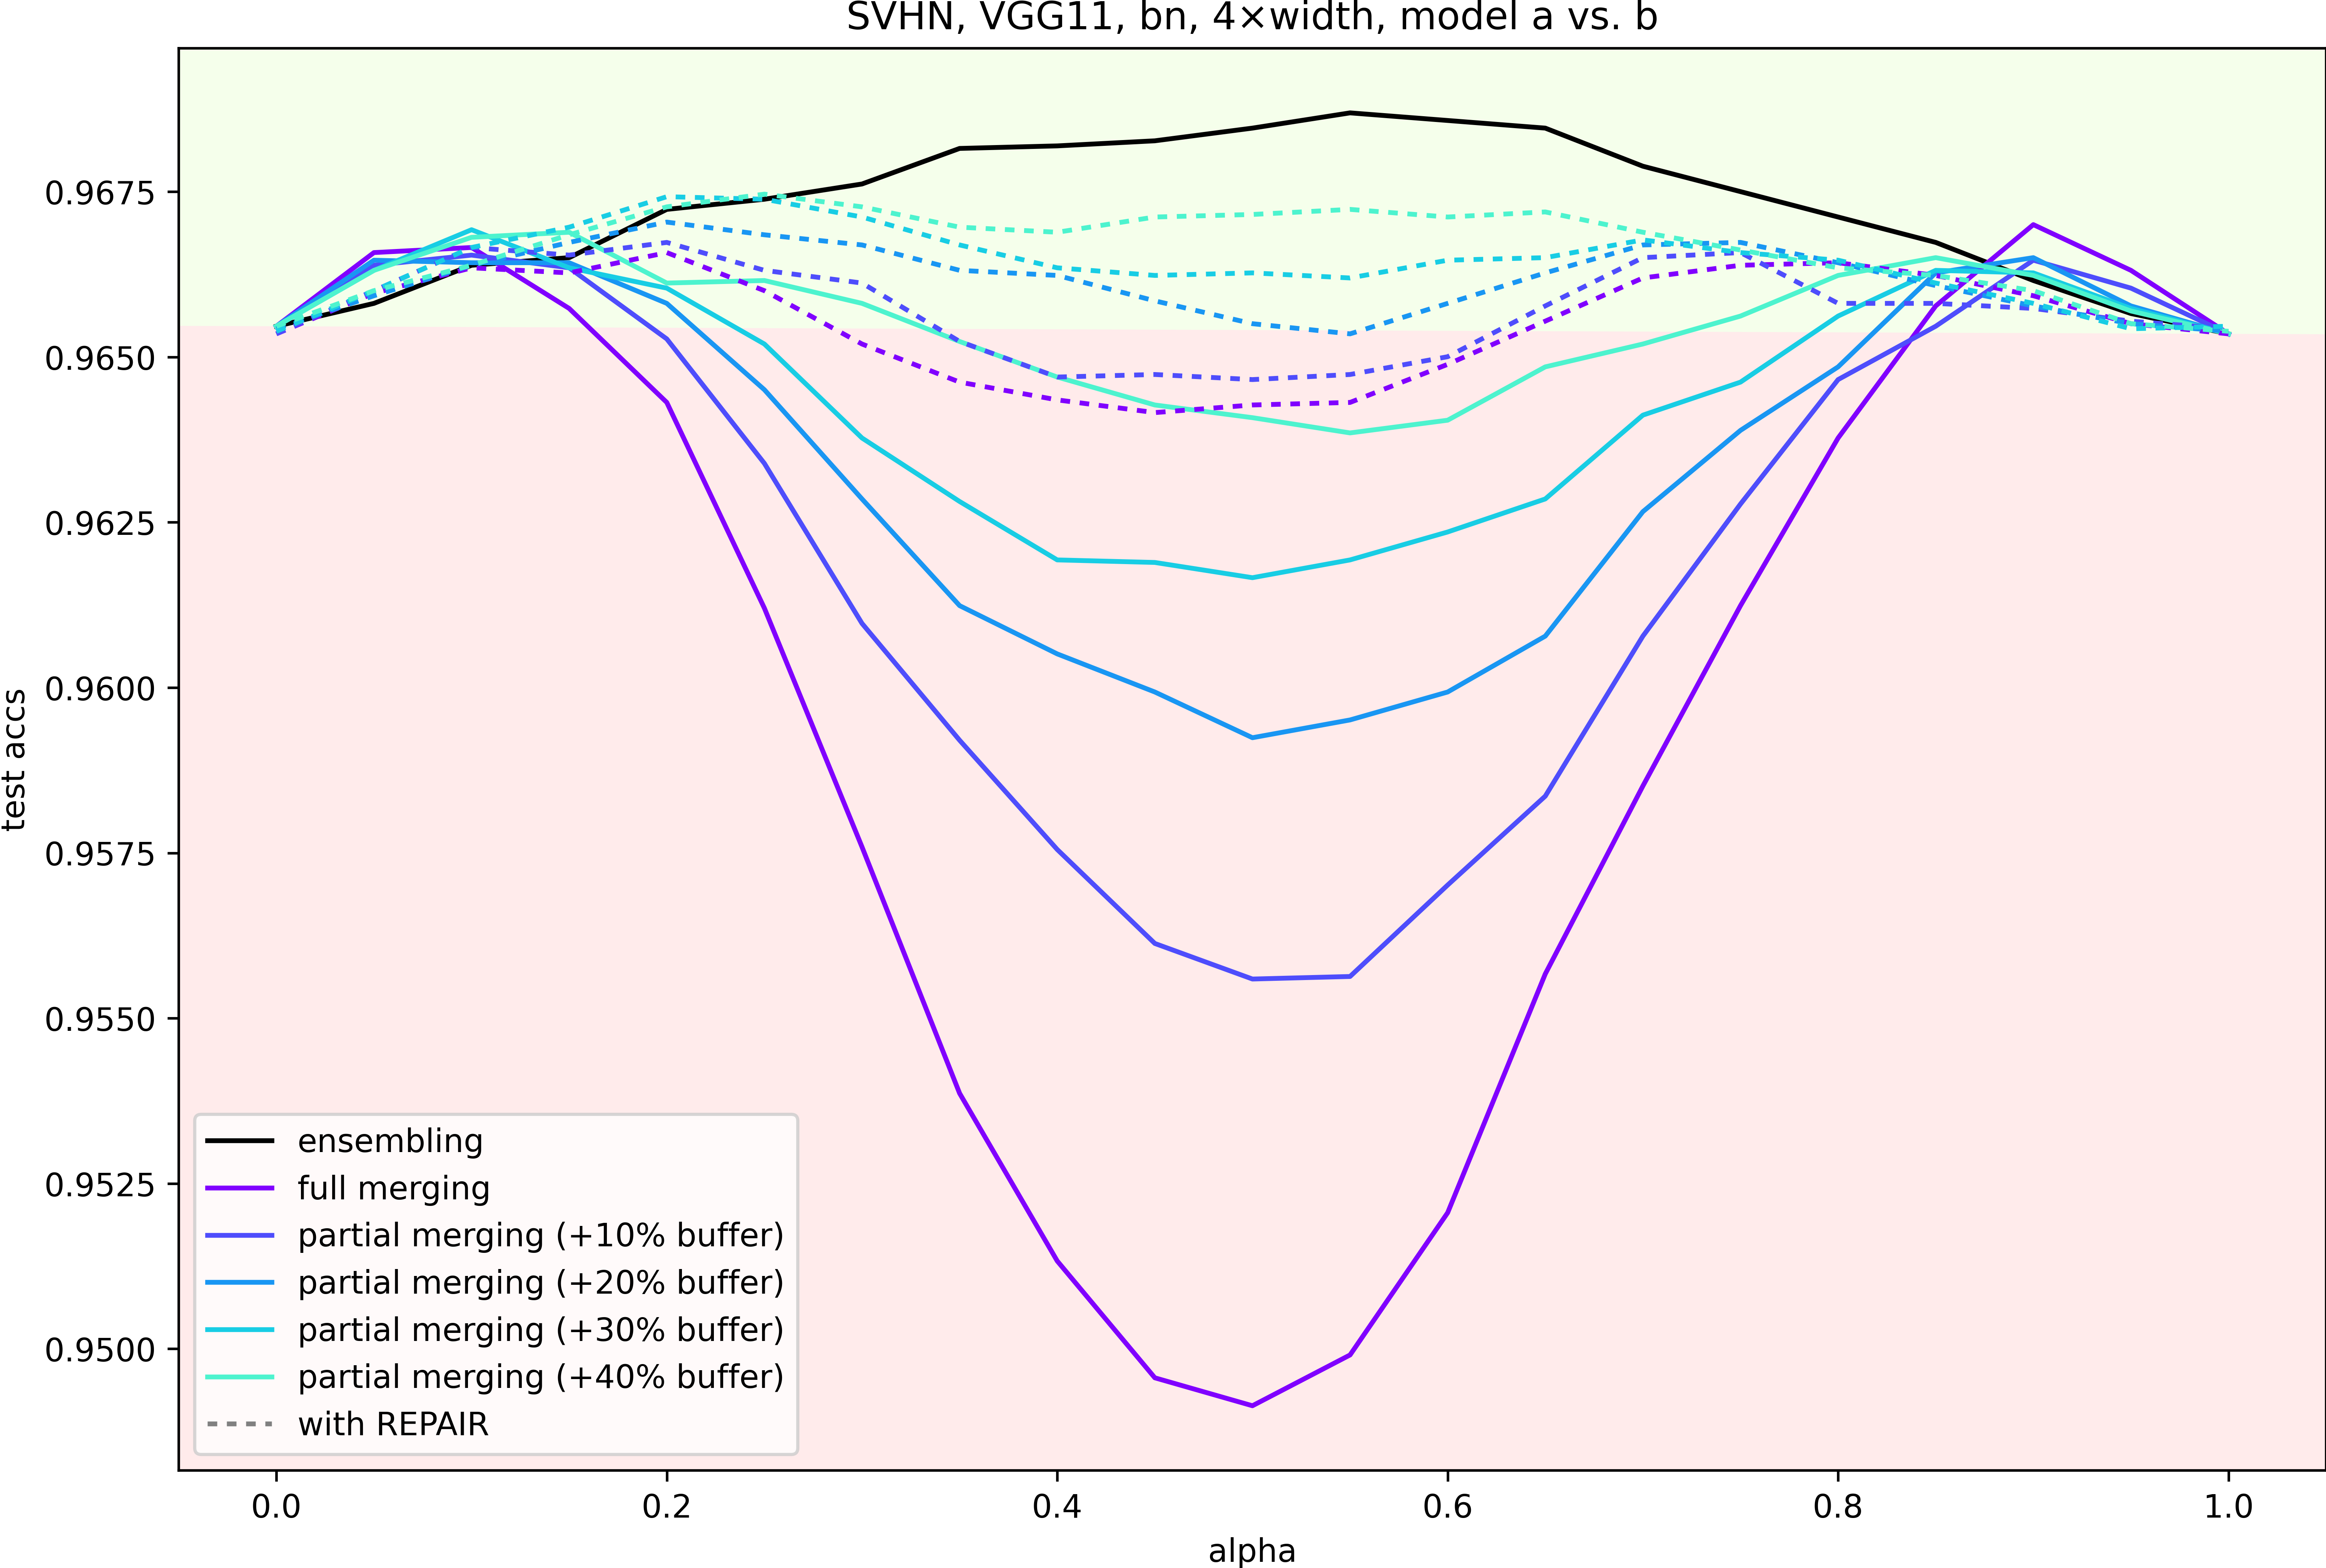 SVHN, VGG11, bn, 4×width, model a vs. b
test accs
0.9675
0.9650
0.9625
0.9600
0.9575
0.9550
0.9525
0.9500
ensembling
full merging
partial merging (+10% buffer)
partial merging (+20% buffer)
partial merging (+30% buffer)
partial merging (+40% buffer)
with REPAIR
0.0 0.2 0.4 0.6 0.8 1.0
alpha